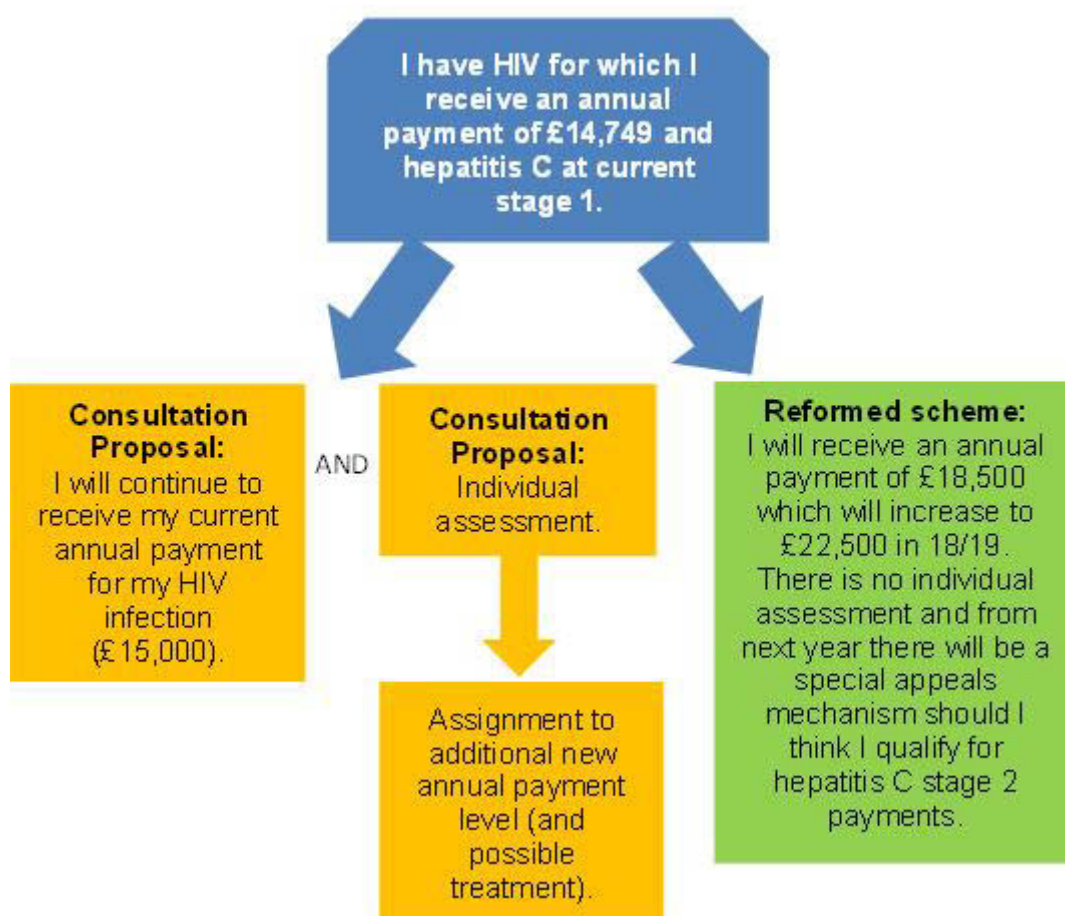 I have HIV for which I
receive an annual
payment of £14,749 and
hepatitis C at current
stage 1.
Consultation
Proposal:
I will continue to
receive my current
annual payment
for my HIV
infection
(£15,000).
AND
Consultation
Proposal:
Individual
assessment.
Assignment to
additional new
annual payment
level (and
possible
treatment).
Reformed scheme:
I will receive an annual
payment of £18,500
which will increase to
£22,500 in 18/19.
There is no individual
assessment and from
next year there will be a
special appeals
mechanism should I
think I qualify for
hepatitis C stage 2
payments.